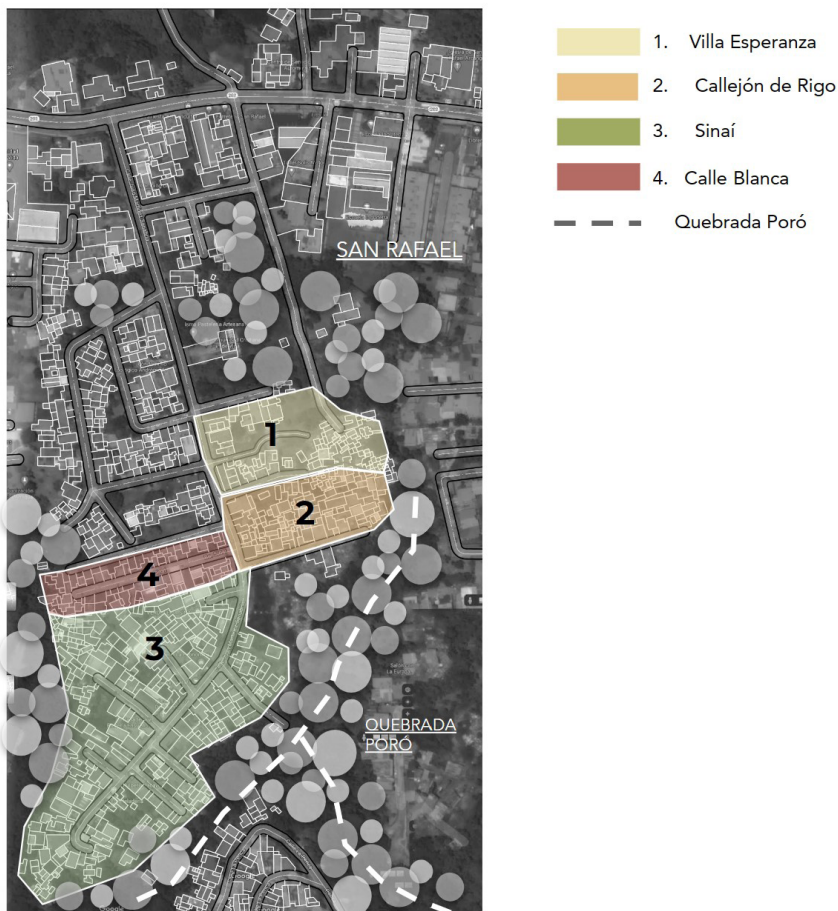 1. Villa Esperanza
2. Callejón de Rigo
3. Sinaí
4. Calle Blanca
Quebrada Poró
SAN RAFAEL
1
2
4
3
QUEBRADA
PORÓ
Google